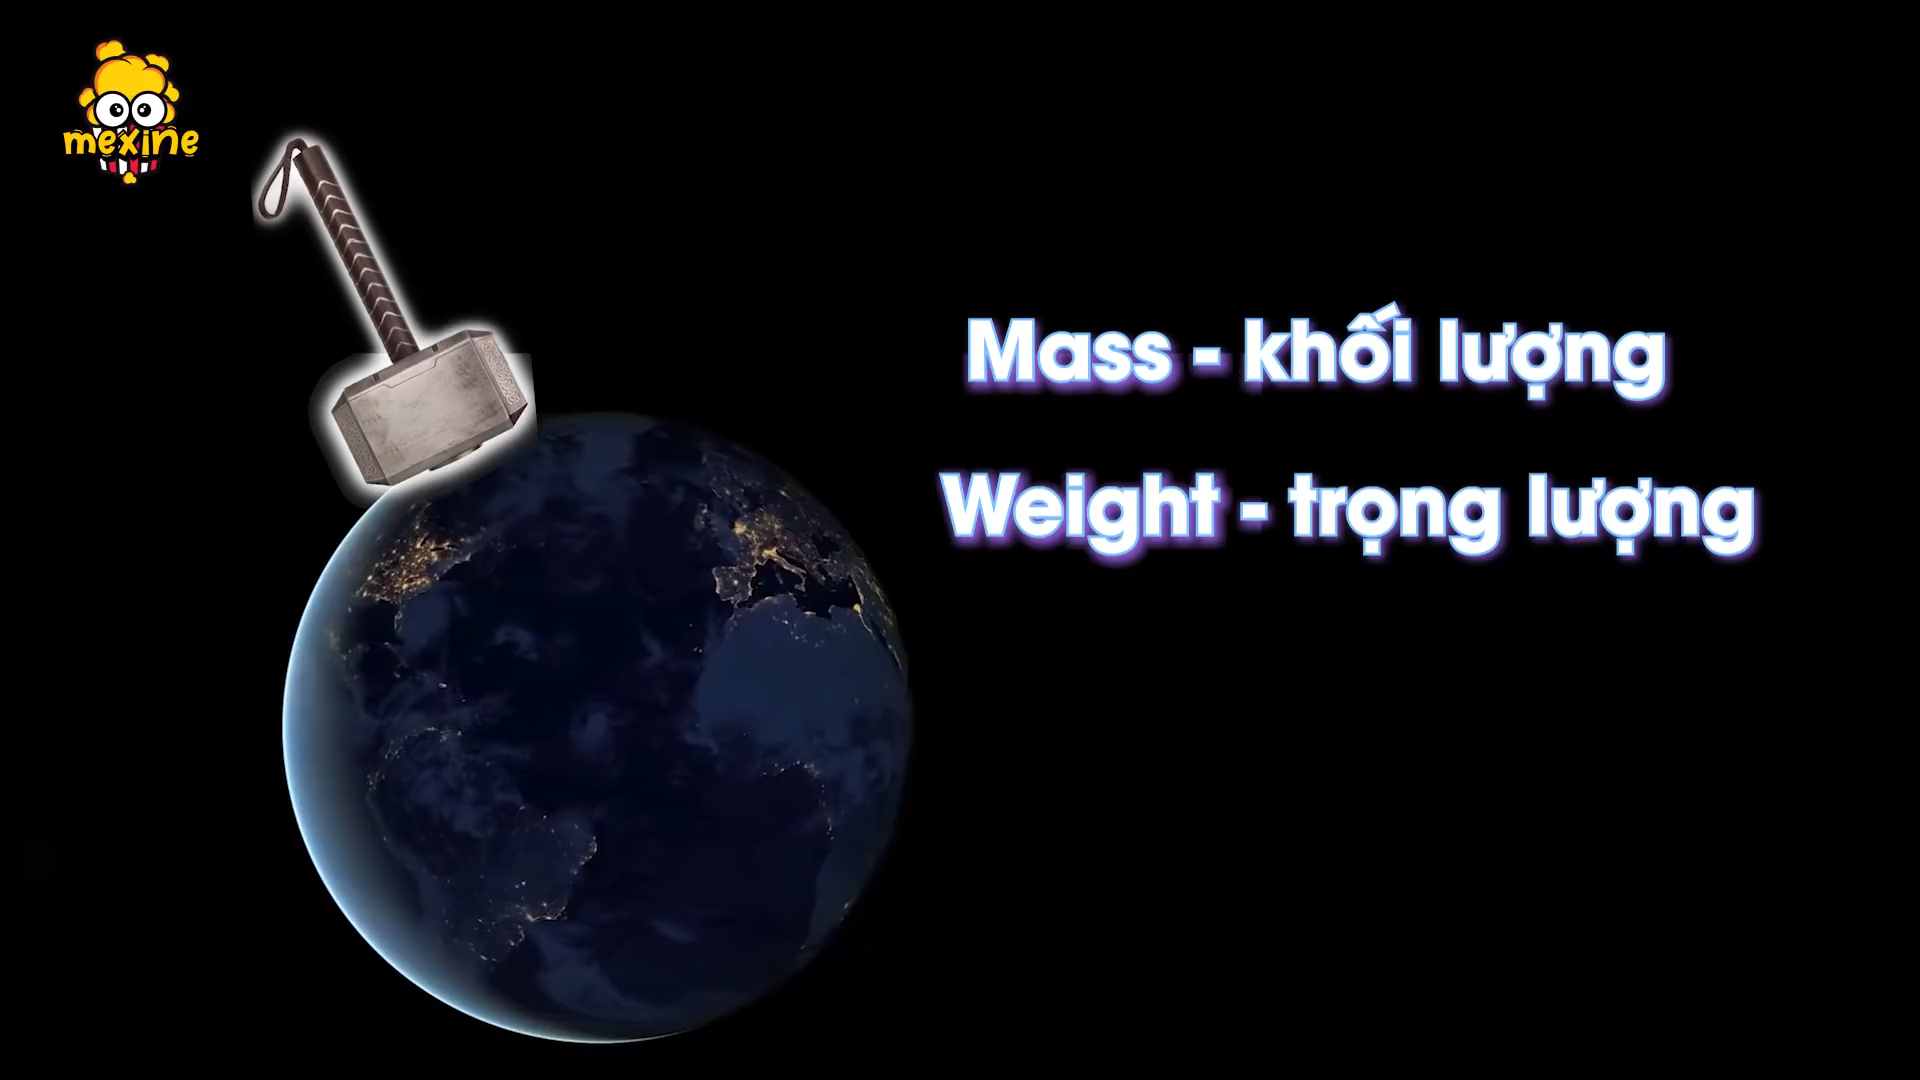 mexine
Mass - khối lượng
Weight - trọng lượng